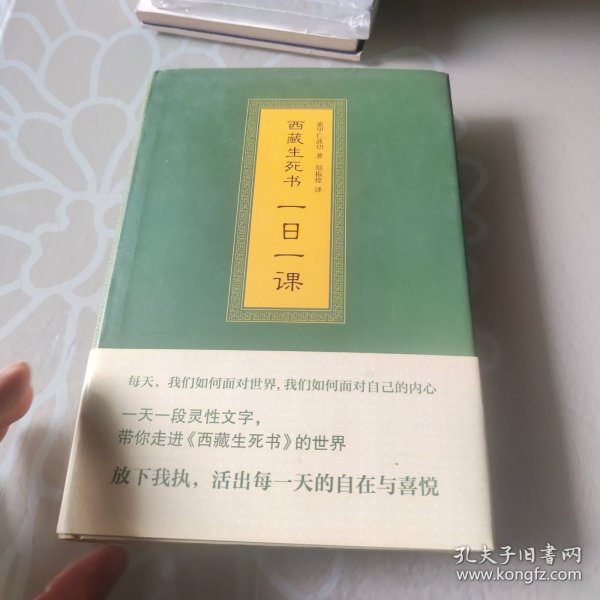 西藏生死书 一日一课
索甲仁波切 著 郑振煌 译
每天，我们如何面对世界，我们如何面对自己的内心
一天一段灵性文字，
带你走进《西藏生死书》的世界
放下我执，活出每一天的自在与喜悦
孔夫子旧書网
www.kongfz.com